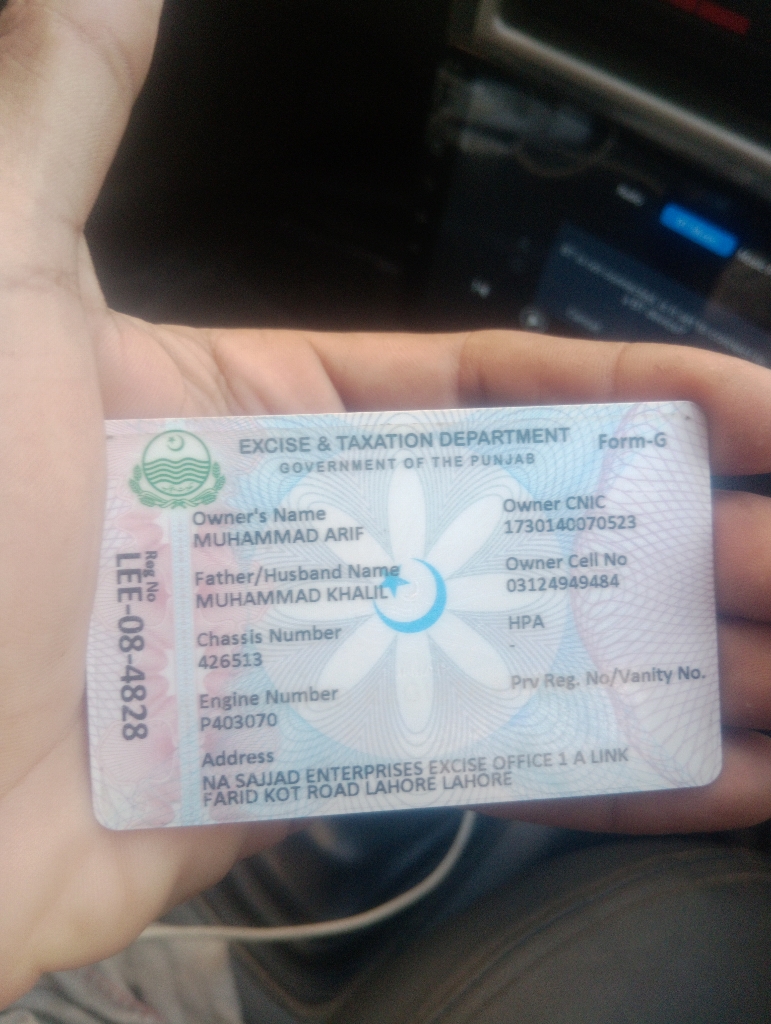 EXCISE & TAXATION DEPARTMENT
GOVERNMENT OF THE PUNJAB
Form-G
Reg No
LEE-08-4828
Owner's Name
MUHAMMAD ARIF
Father/Husband Name
MUHAMMAD KHALIL
Chassis Number
426513
Engine Number
P403070
Address
NA SAJJAD ENTERPRISES EXCISE OFFICE 1 A LINK
FARID KOT ROAD LAHORE LAHORE
Owner CNIC
1730140070523
Owner Cell No
03124949484
HPA
-
Prv Reg. No/Vanity No.